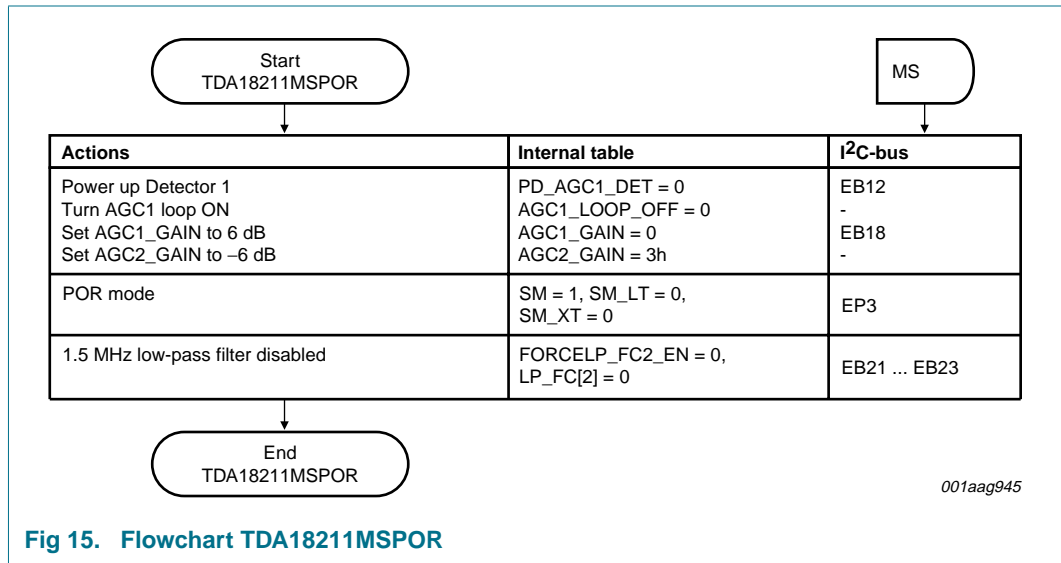 Start
TDA18211MSPOR
MS
Actions Internal table I2C-bus
Power up Detector 1 PD_AGC1_DET = 0 EB12
Turn AGC1 loop ON AGC1_LOOP_OFF = 0 -
Set AGC1_GAIN to 6 dB AGC1_GAIN = 0 EB18
Set AGC2_GAIN to −6 dB AGC2_GAIN = 3h -
POR mode SM = 1, SM_LT = 0,
SM_XT = 0
EP3
1.5 MHz low-pass filter disabled FORCELP_FC2_EN = 0,
LP_FC[2] = 0
EB21 ... EB23
End
TDA18211MSPOR
001aag945
Fig 15. Flowchart TDA18211MSPOR